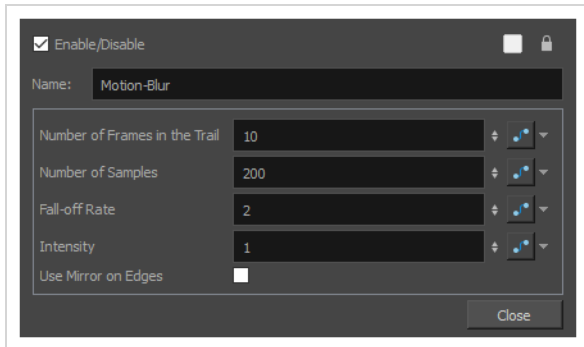 Enable/Disable
Name: Motion-Blur
Number of Frames in the Trail 10
Number of Samples 200
Fall-off Rate 2
Intensity 1
Use Mirror on Edges
Close